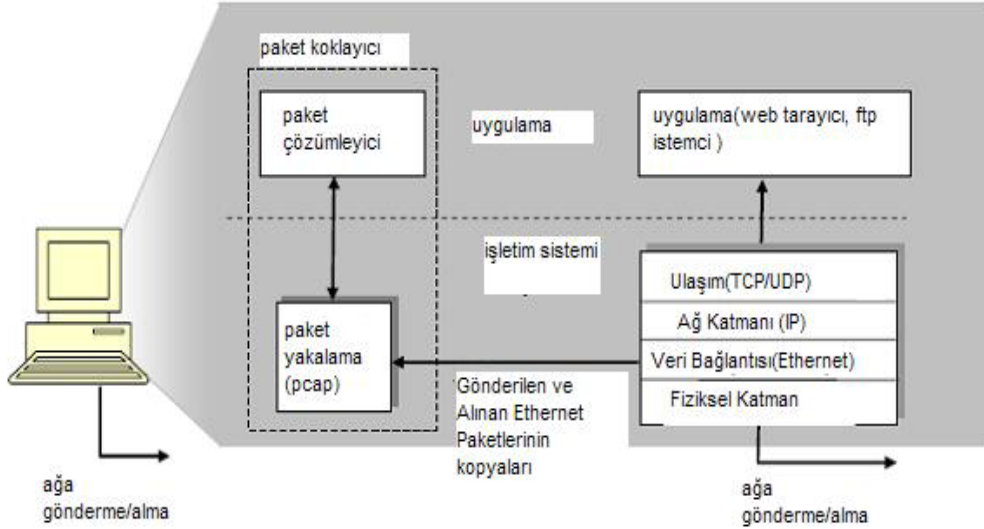 paket koklayıcı
paket
çözümleyici
uygulama
uygulama(web tarayıcı, ftp
istemci )
işletim sistemi
Ulaşım(TCP/UDP)
Ağ Katmanı (IP)
Veri Bağlantısı(Ethernet)
Fiziksel Katman
paket
yakalama
(pcap)
Gönderilen ve
Alınan Ethernet
Paketlerinin
kopyaları
ağa
gönderme/alma
ağa
gönderme/alma